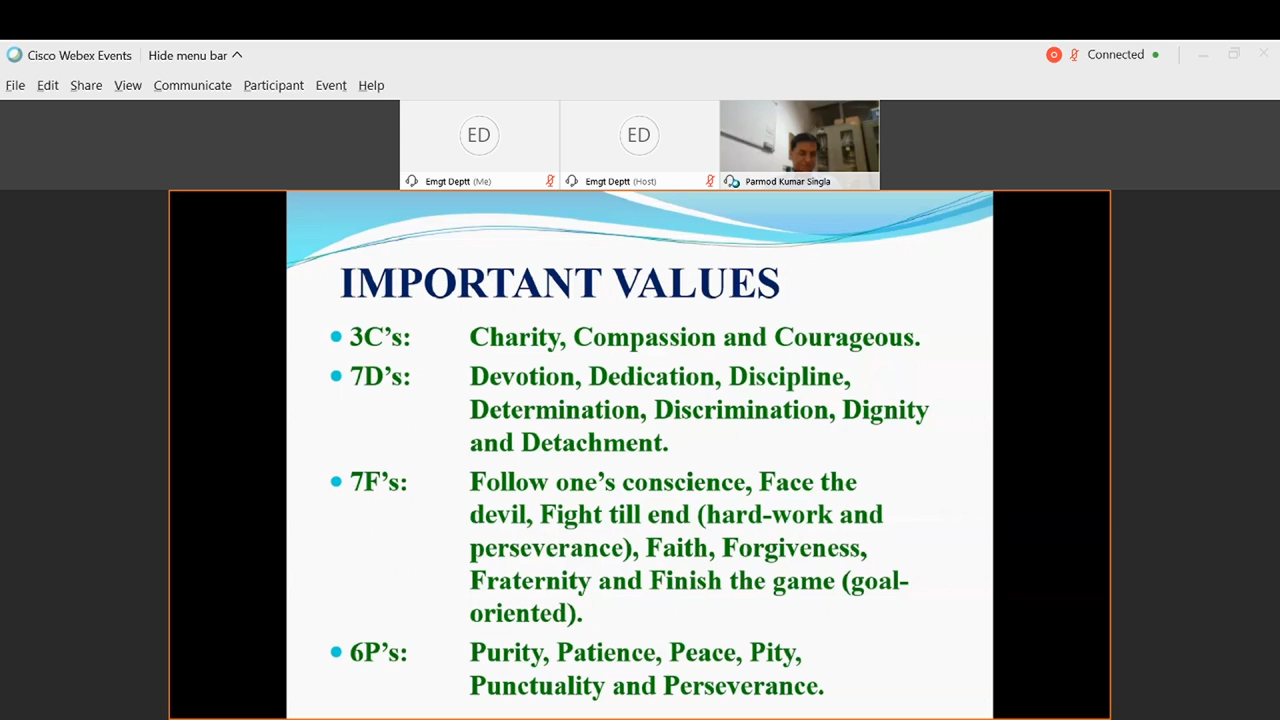 Cisco Webex Events Hide menu bar Connected
File Edit Share View Communicate Participant Event Help
ED ED
Emgt Deptt (Me) Emgt Deptt (Host) Parmod Kumar Singla
IMPORTANT VALUES
3C’s: Charity, Compassion and Courageous.
7D’s: Devotion, Dedication, Discipline,
Determination, Discrimination, Dignity
and Detachment.
7F’s: Follow one’s conscience, Face the
devil, Fight till end (hard-work and
perseverance), Faith, Forgiveness,
Fraternity and Finish the game (goal-
oriented).
6P’s: Purity, Patience, Peace, Pity,
Punctuality and Perseverance.